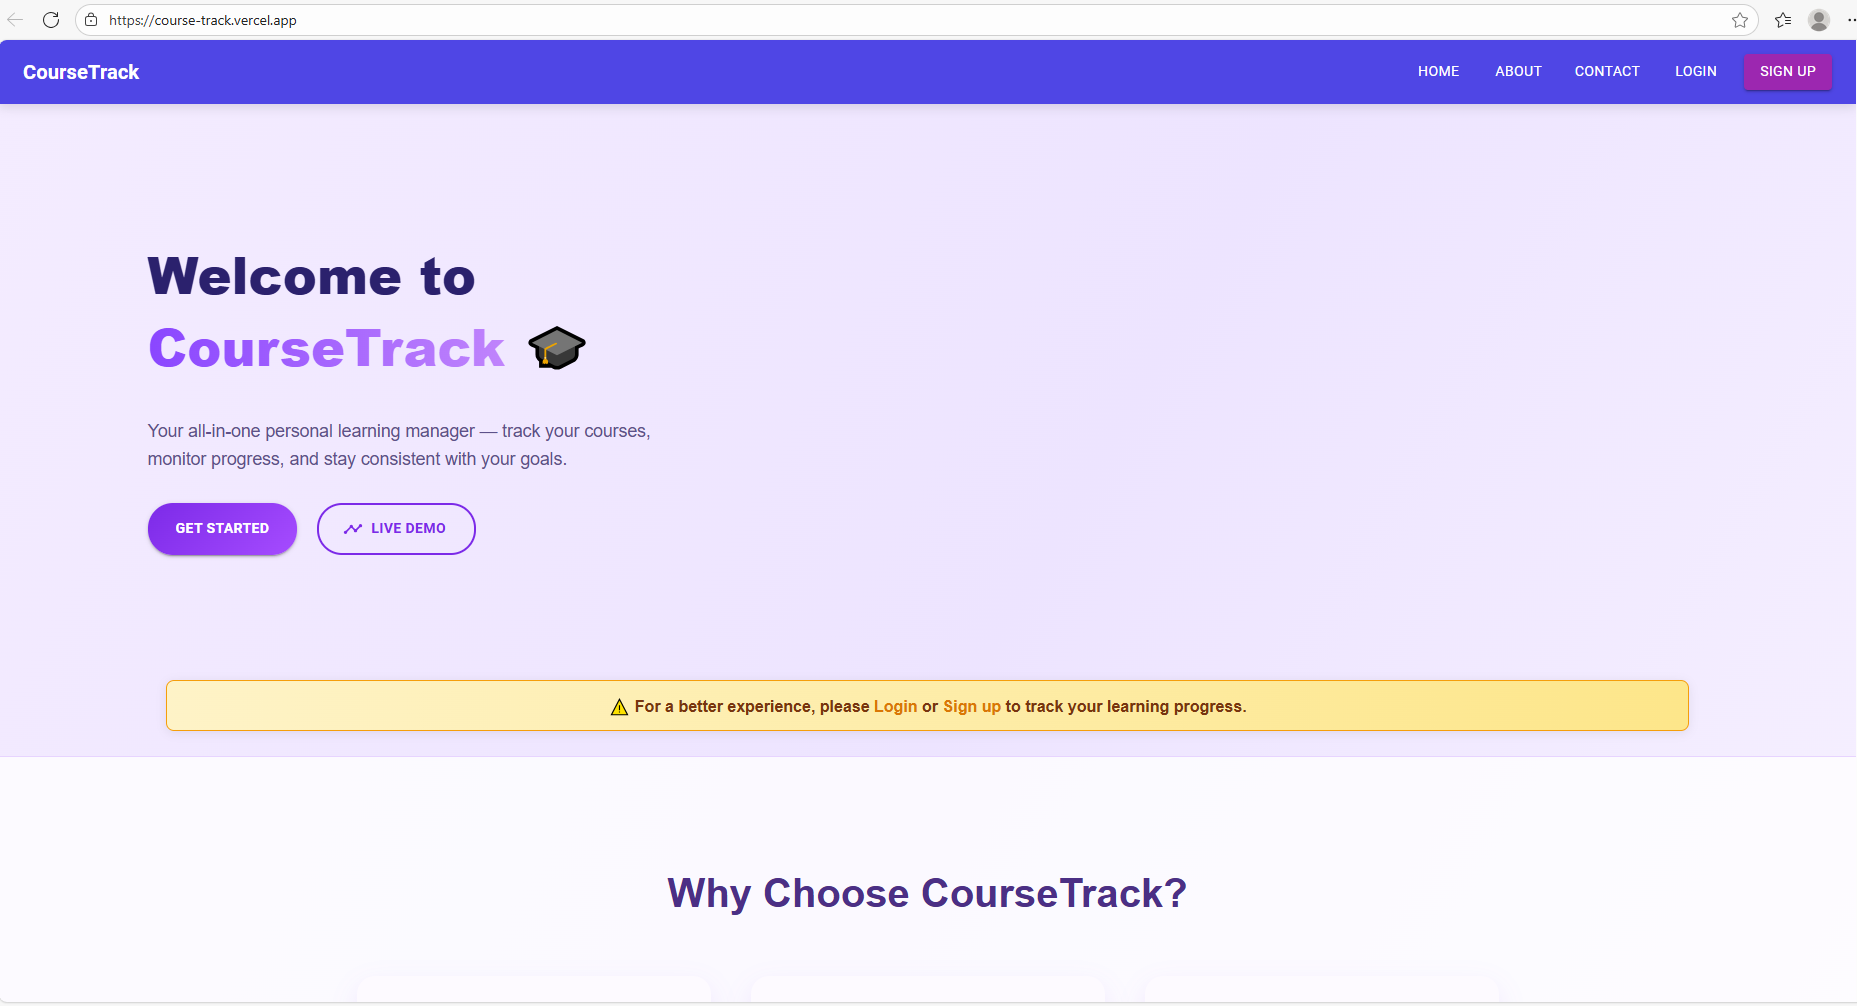 https://course-track.vercel.app
CourseTrack
HOME
ABOUT
CONTACT
LOGIN
SIGN UP
Welcome to
CourseTrack 🎓
Your all-in-one personal learning manager — track your courses,
monitor progress, and stay consistent with your goals.
GET STARTED
LIVE DEMO
⚠️ For a better experience, please Login or Sign up to track your learning progress.
Why Choose CourseTrack?